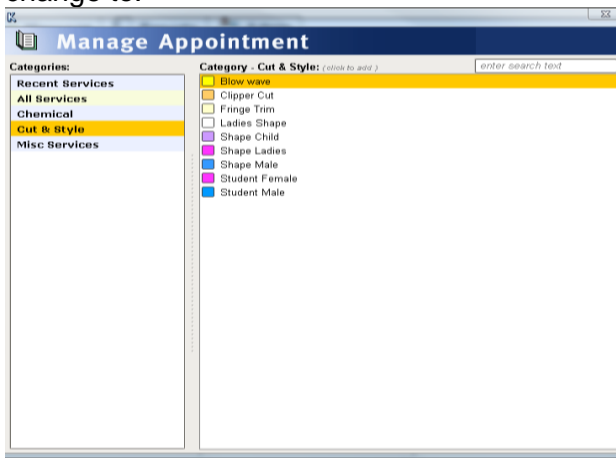 change to.
Manage Appointment
Categories:
Recent Services
All Services
Chemical
Cut & Style
Misc Services
Category - Cut & Style: (click to add )
enter search text
Blow wave
Clipper Cut
Fringe Trim
Ladies Shape
Shape Child
Shape Ladies
Shape Male
Student Female
Student Male